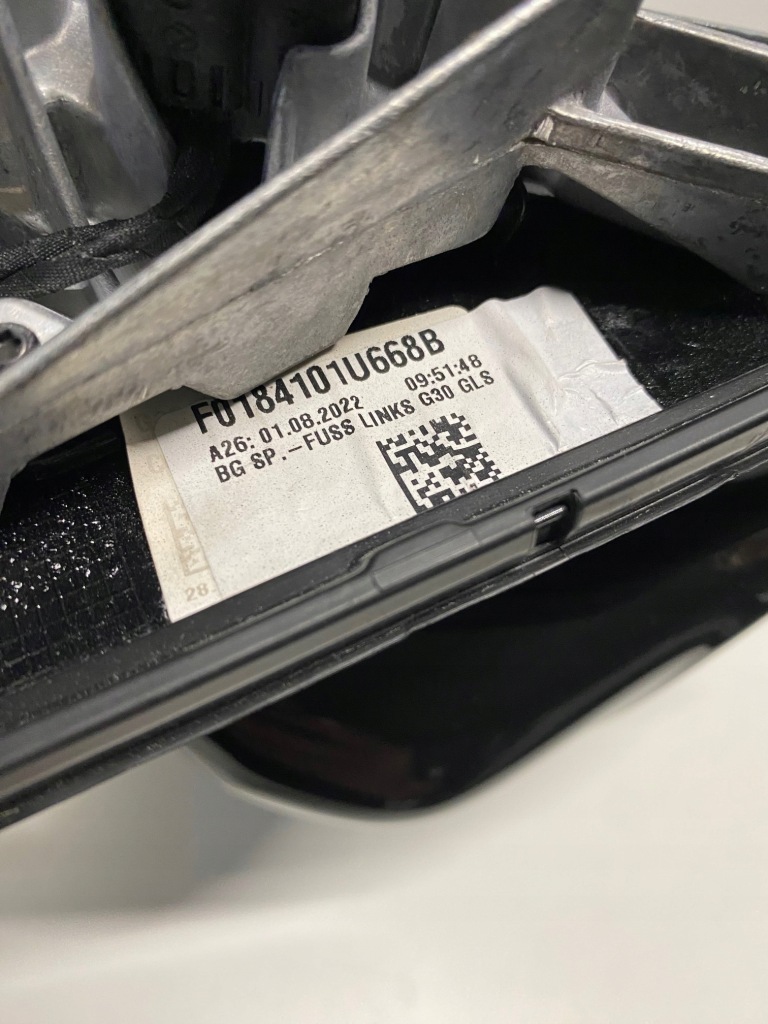 F0184101U668B
A26: 01.08.2022 09:51:48
BG SP.-FUSS LINKS G30 GLS
28.